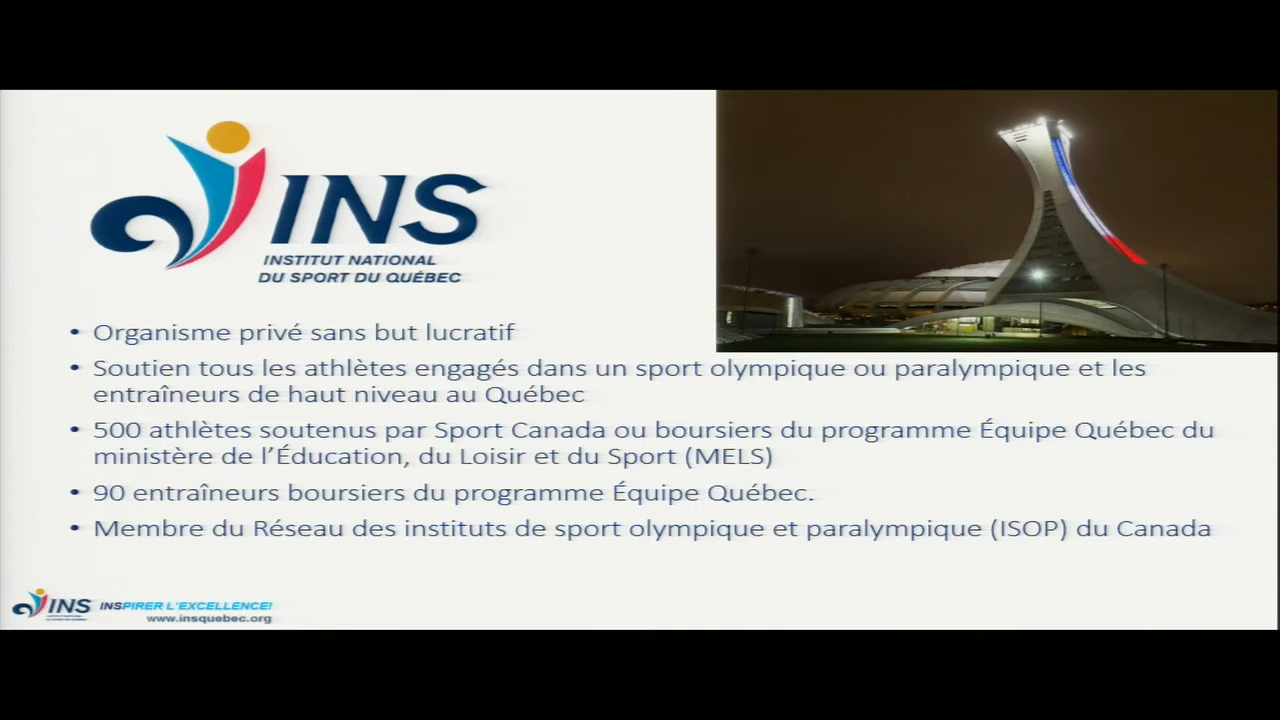 INS
INSTITUT NATIONAL
DU SPORT DU QUÉBEC
• Organisme privé sans but lucratif
• Soutien tous les athlètes engagés dans un sport olympique ou paralympique et les
entraîneurs de haut niveau au Québec
• 500 athlètes soutenus par Sport Canada ou boursiers du programme Équipe Québec du
ministère de l’Éducation, du Loisir et du Sport (MELS)
• 90 entraîneurs boursiers du programme Équipe Québec.
• Membre du Réseau des instituts de sport olympique et paralympique (ISOP) du Canada
INS INSPIRER L'EXCELLENCE!
www.insquebec.org